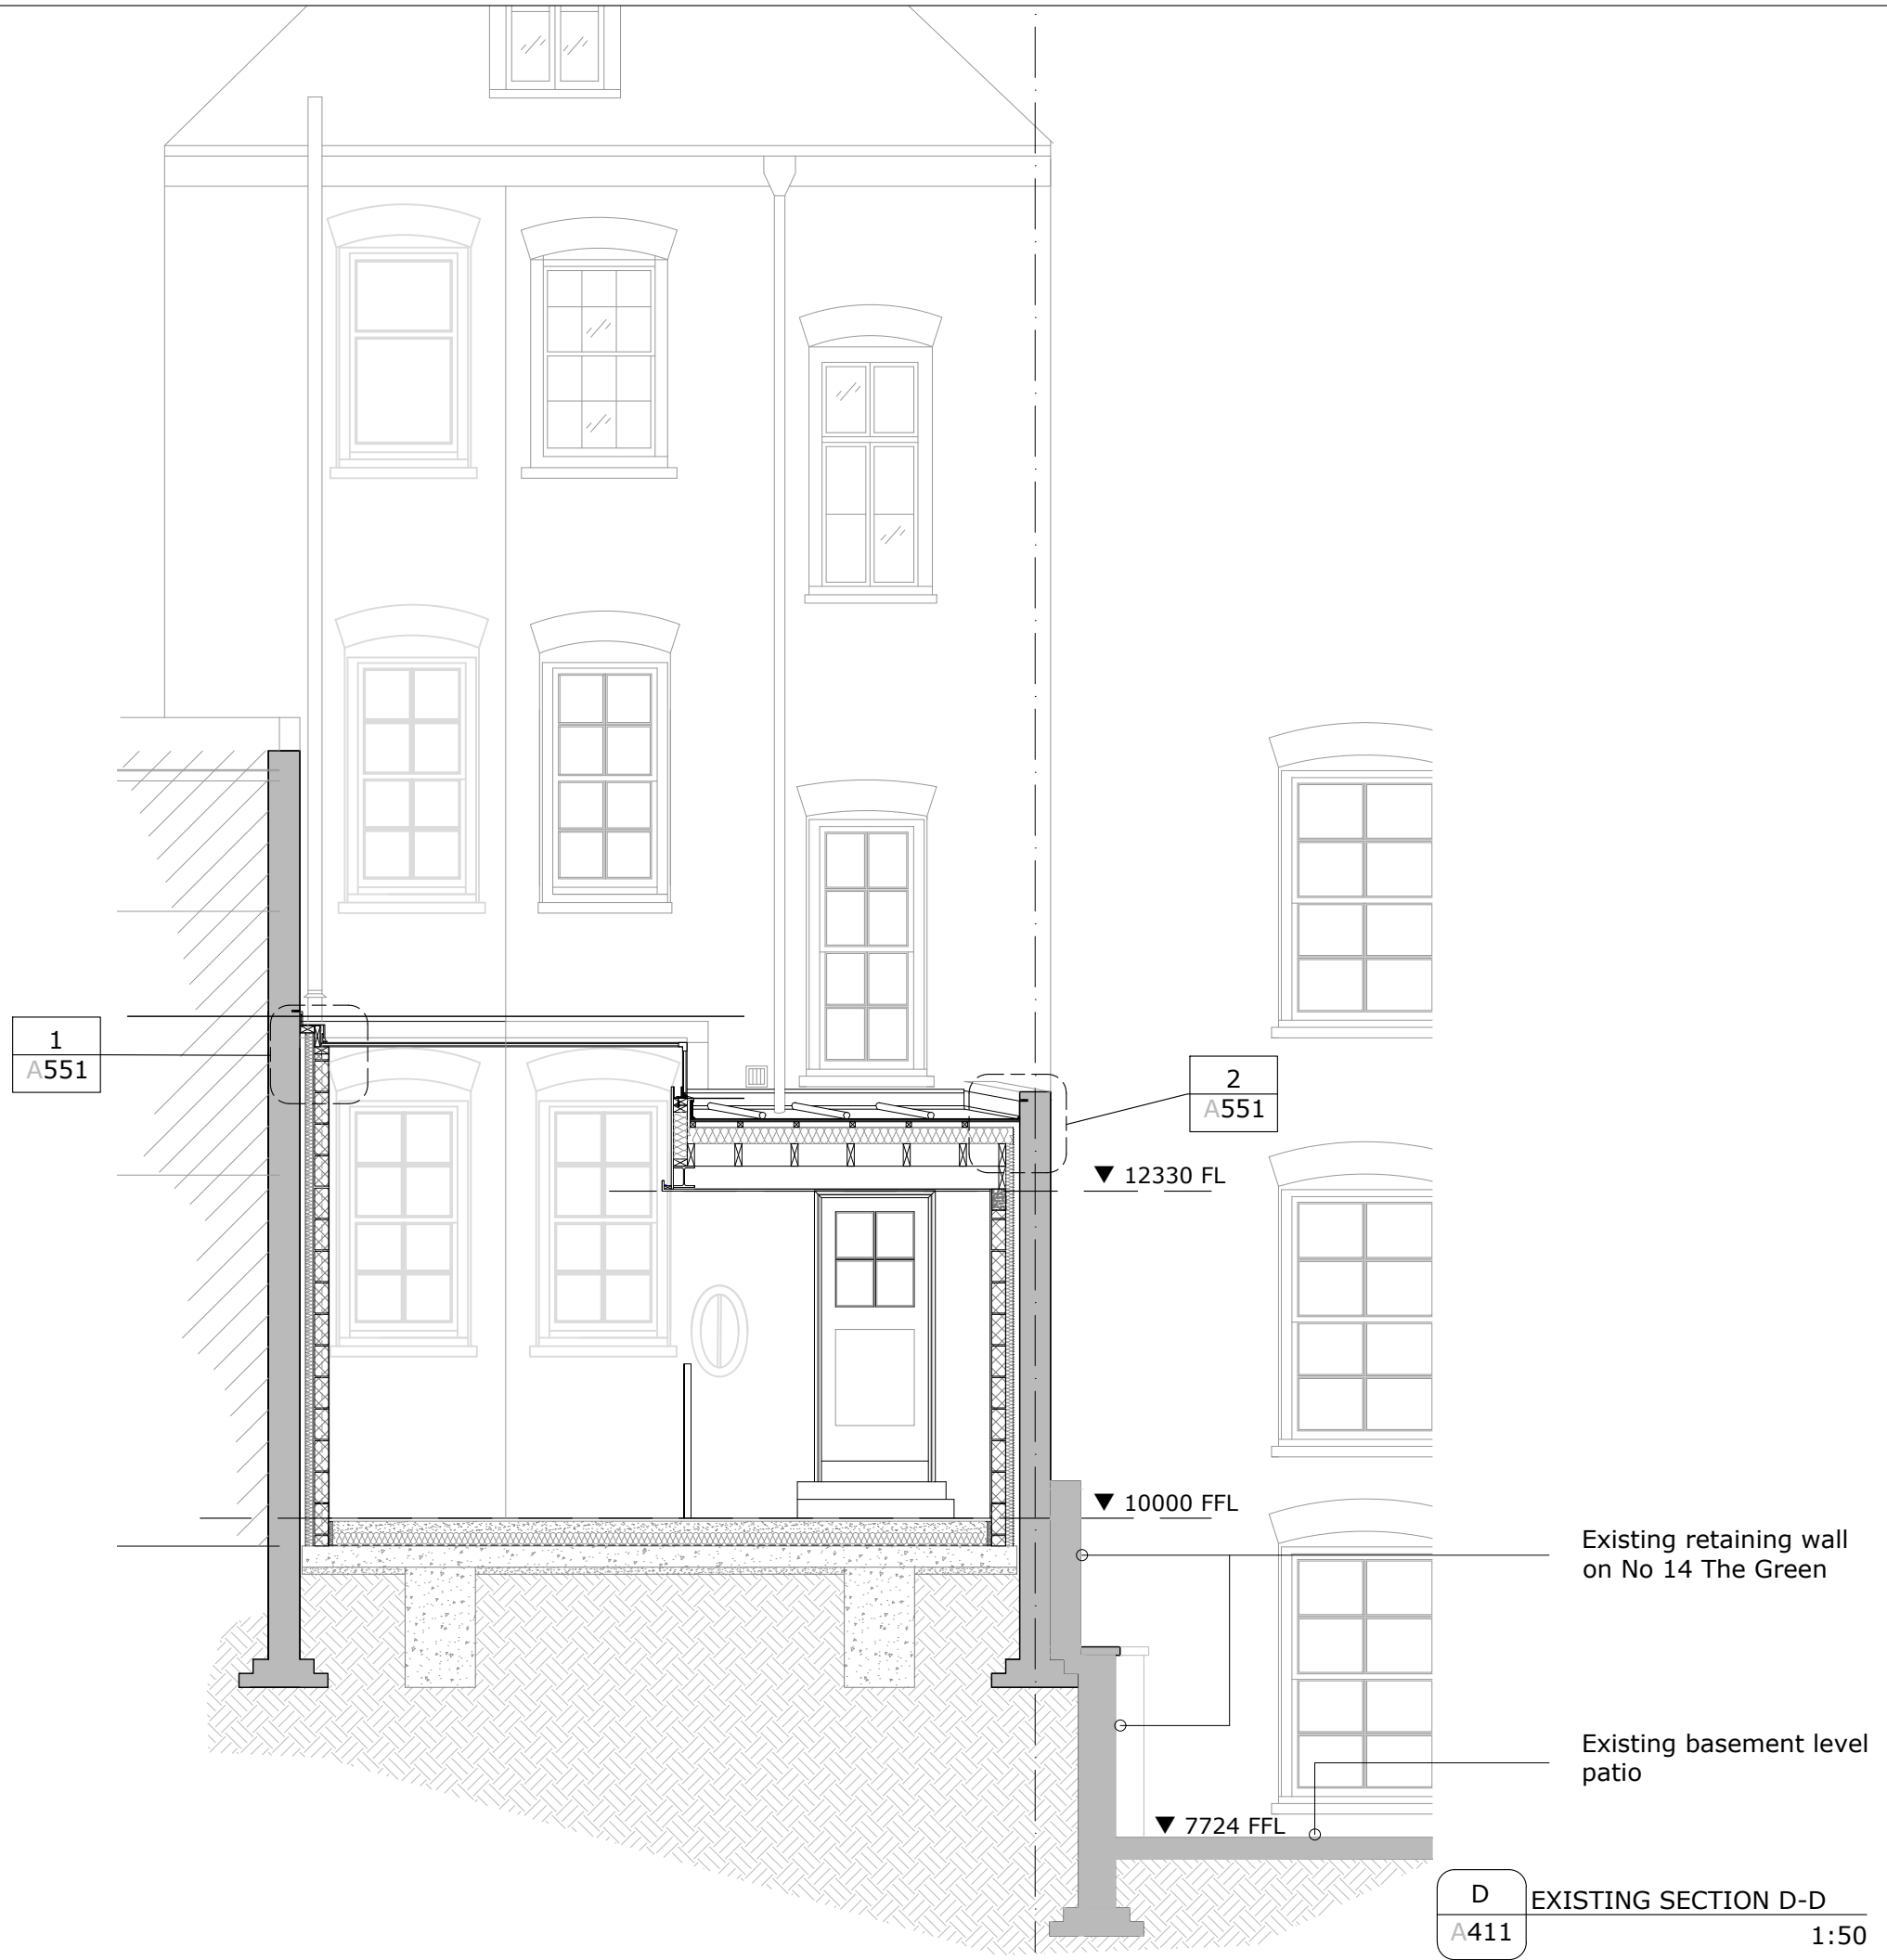 1
A551
2
A551
▼ 12330 FL
▼ 10000 FFL
Existing retaining wall
on No 14 The Green
Existing basement level
patio
▼ 7724 FFL
D
EXISTING SECTION D-D
A411
1:50